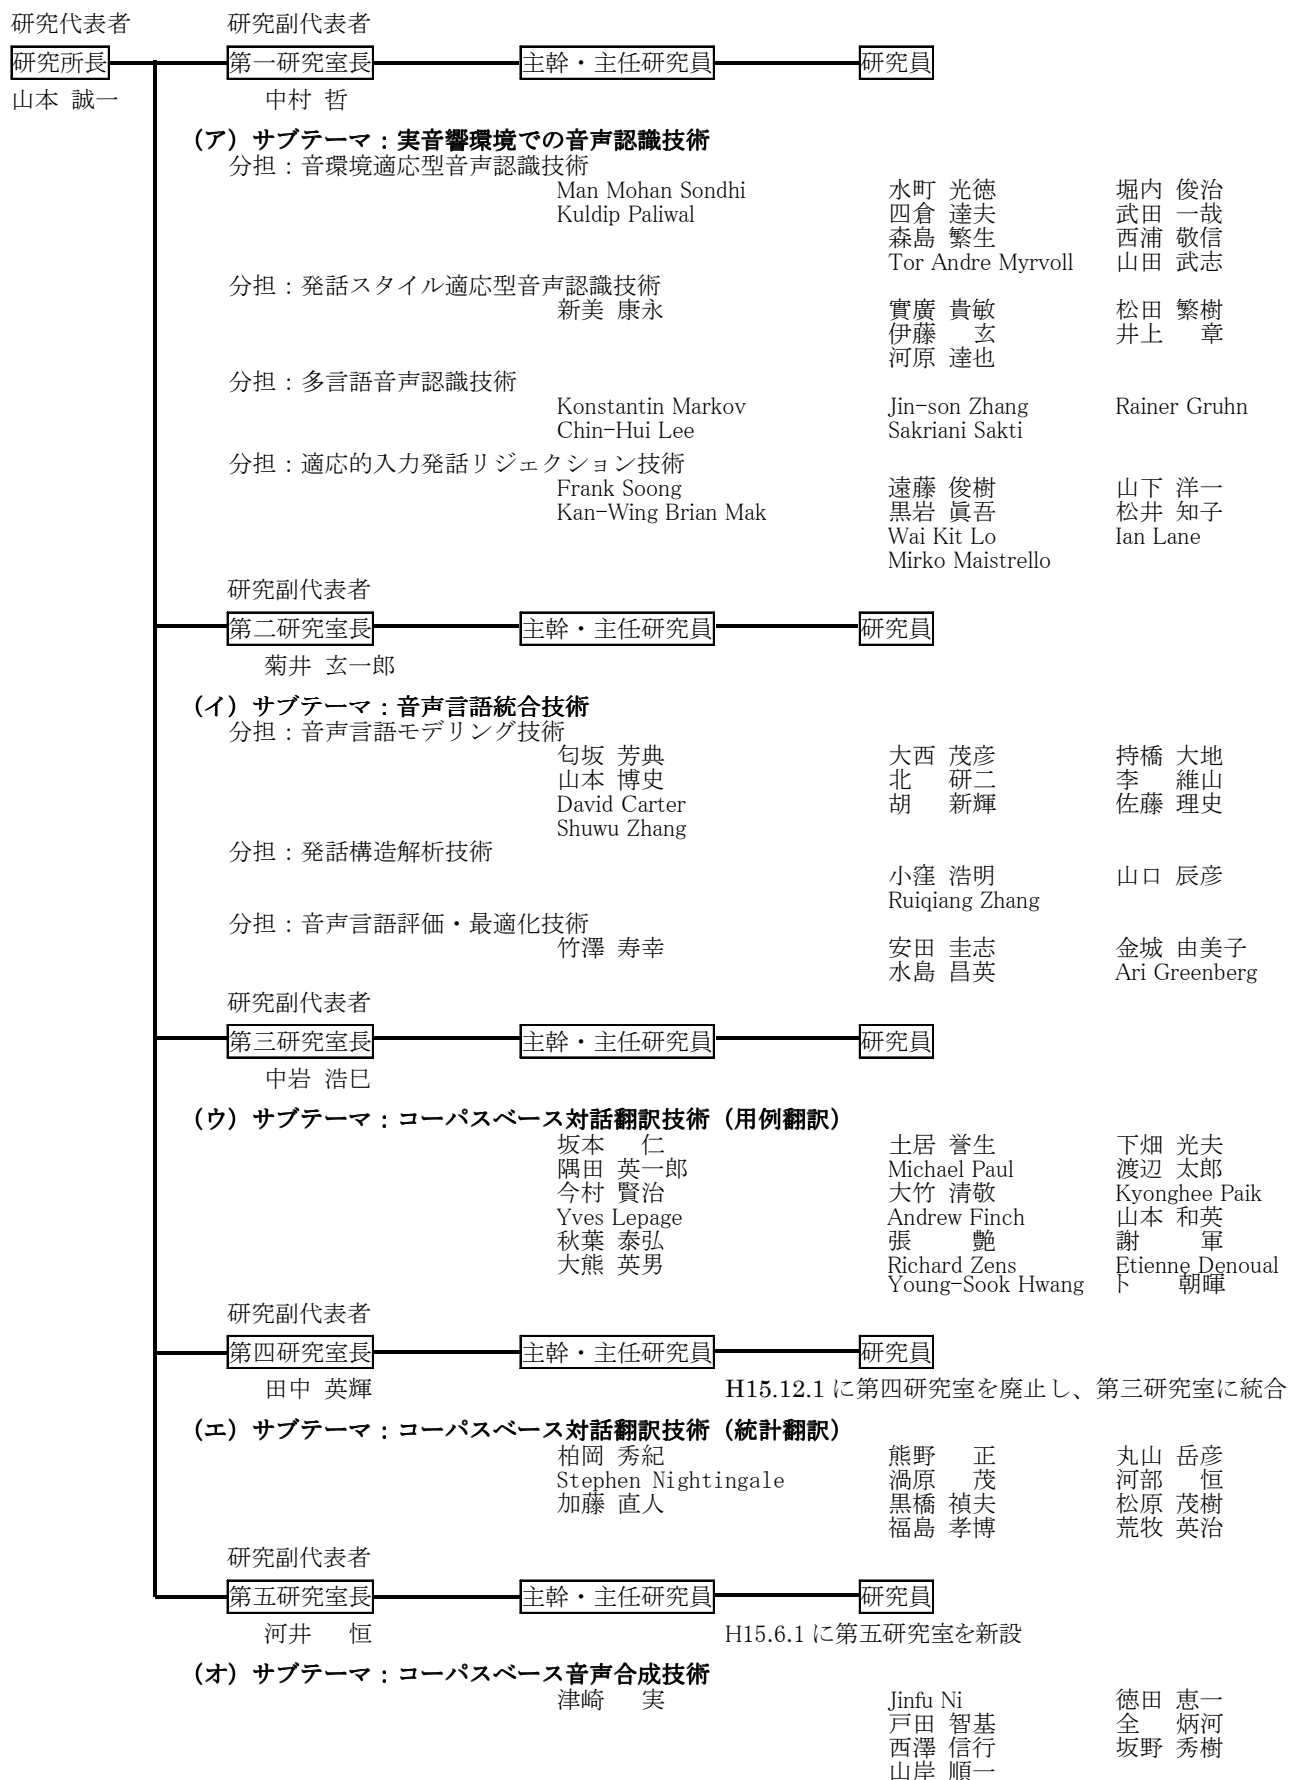 研究代表者 研究副代表者
研究所長 第一研究室長 主幹・主任研究員 研究員
山本 誠一 中村 哲
（ア）サブテーマ：実音響環境での音声認識技術
分担：音環境適応型音声認識技術
Man Mohan Sondhi 水町 光徳 堀内 俊治
Kuldip Paliwal 四倉 達夫 武田 一哉
森島 繁生 西浦 敬信
Tor Andre Myrvoll 山田 武志
分担：発話スタイル適応型音声認識技術
新美 康永 實廣 貴敏 松田 繁樹
伊藤 玄 井上 章
河原 達也
分担：多言語音声認識技術
Konstantin Markov Jin-son Zhang Rainer Gruhn
Chin-Hui Lee Sakriani Sakti
分担：適応的入力発話リジェクション技術
Frank Soong 遠藤 俊樹 山下 洋一
Kan-Wing Brian Mak 黒岩 眞吾 松井 知子
Wai Kit Lo Ian Lane
Mirko Maistrello
研究副代表者
第二研究室長 主幹・主任研究員 研究員
菊井 玄一郎
（イ）サブテーマ：音声言語統合技術
分担：音声言語モデリング技術
匂坂 芳典 大西 茂彦 持橋 大地
山本 博史 北 研二 李 維山
David Carter 胡 新輝 佐藤 理史
Shuwu Zhang
分担：発話構造解析技術
小窪 浩明 山口 辰彦
Ruiqiang Zhang
分担：音声言語評価・最適化技術
竹澤 寿幸 安田 圭志 金城 由美子
水島 昌英 Ari Greenberg
研究副代表者
第三研究室長 主幹・主任研究員 研究員
中岩 浩巳
（ウ）サブテーマ：コーパスベース対話翻訳技術（用例翻訳）
坂本 仁 土居 誉生 下畑 光夫
隅田 英一郎 Michael Paul 渡辺 太郎
今村 賢治 大竹 清敬 Kyonghee Paik
Yves Lepage Andrew Finch 山本 和英
秋葉 泰弘 張 艶 謝 軍
大熊 英男 Richard Zens Etienne Denoual
Young-Sook Hwang 卜 朝暉
研究副代表者
第四研究室長 主幹・主任研究員 研究員
田中 英輝 H15.12.1 に第四研究室を廃止し、第三研究室に統合
（エ）サブテーマ：コーパスベース対話翻訳技術（統計翻訳）
柏岡 秀紀 熊野 正 丸山 岳彦
Stephen Nightingale 渦原 茂 河部 恒
加藤 直人 黒橋 禎夫 松原 茂樹
福島 孝博 荒牧 英治
研究副代表者
第五研究室長 主幹・主任研究員 研究員
河井 恒 H15.6.1 に第五研究室を新設
（オ）サブテーマ：コーパスベース音声合成技術
津崎 実 Jinfu Ni 徳田 恵一
戸田 智基 全 炳河
西澤 信行 坂野 秀樹
山岸 順一